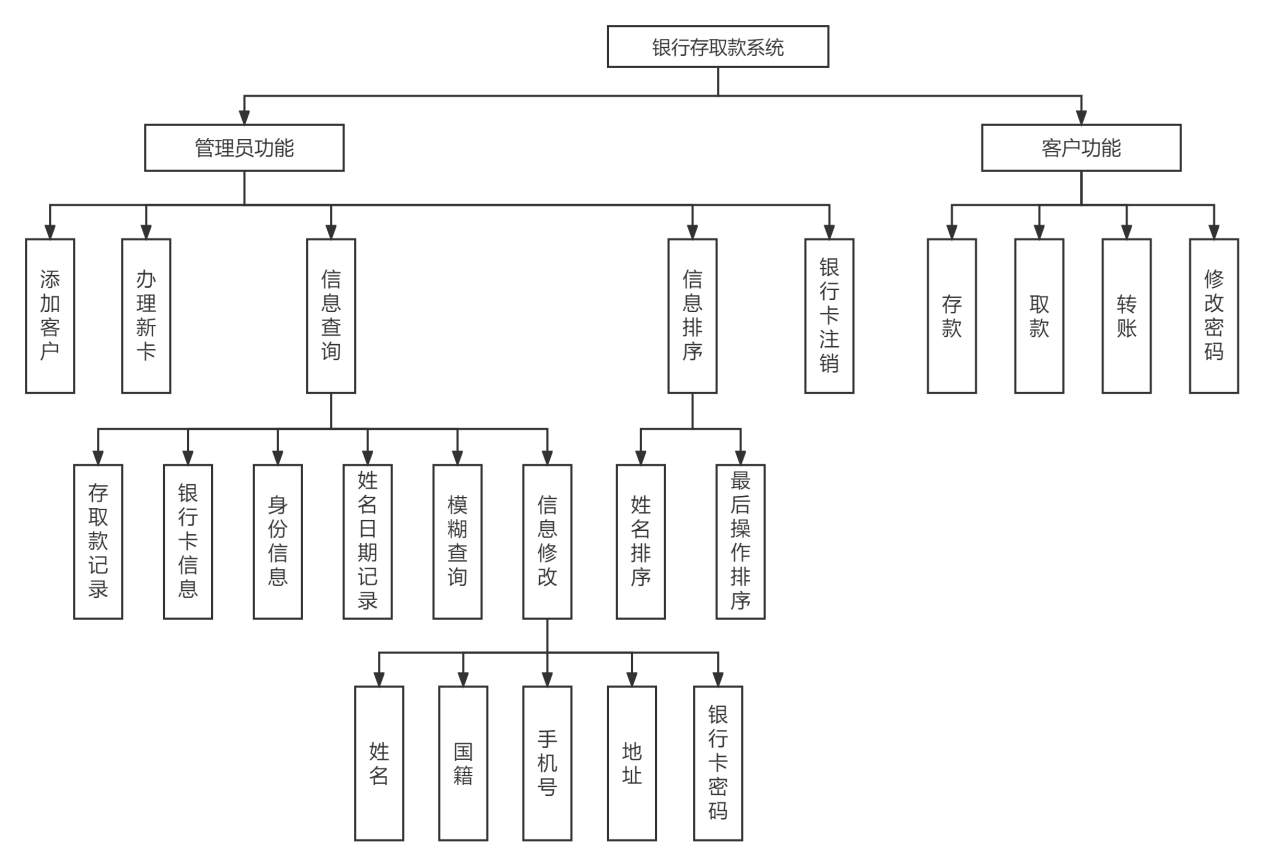 银行存取款系统
管理员功能
客户功能
添加客户
办理新卡
信息查询
信息排序
银行卡注销
存款
取款
转账
修改密码
存取款记录
银行卡信息
身份信息
姓名日期记录
模糊查询
信息修改
姓名排序
最后操作排序
姓名
国籍
手机号
地址
银行卡密码